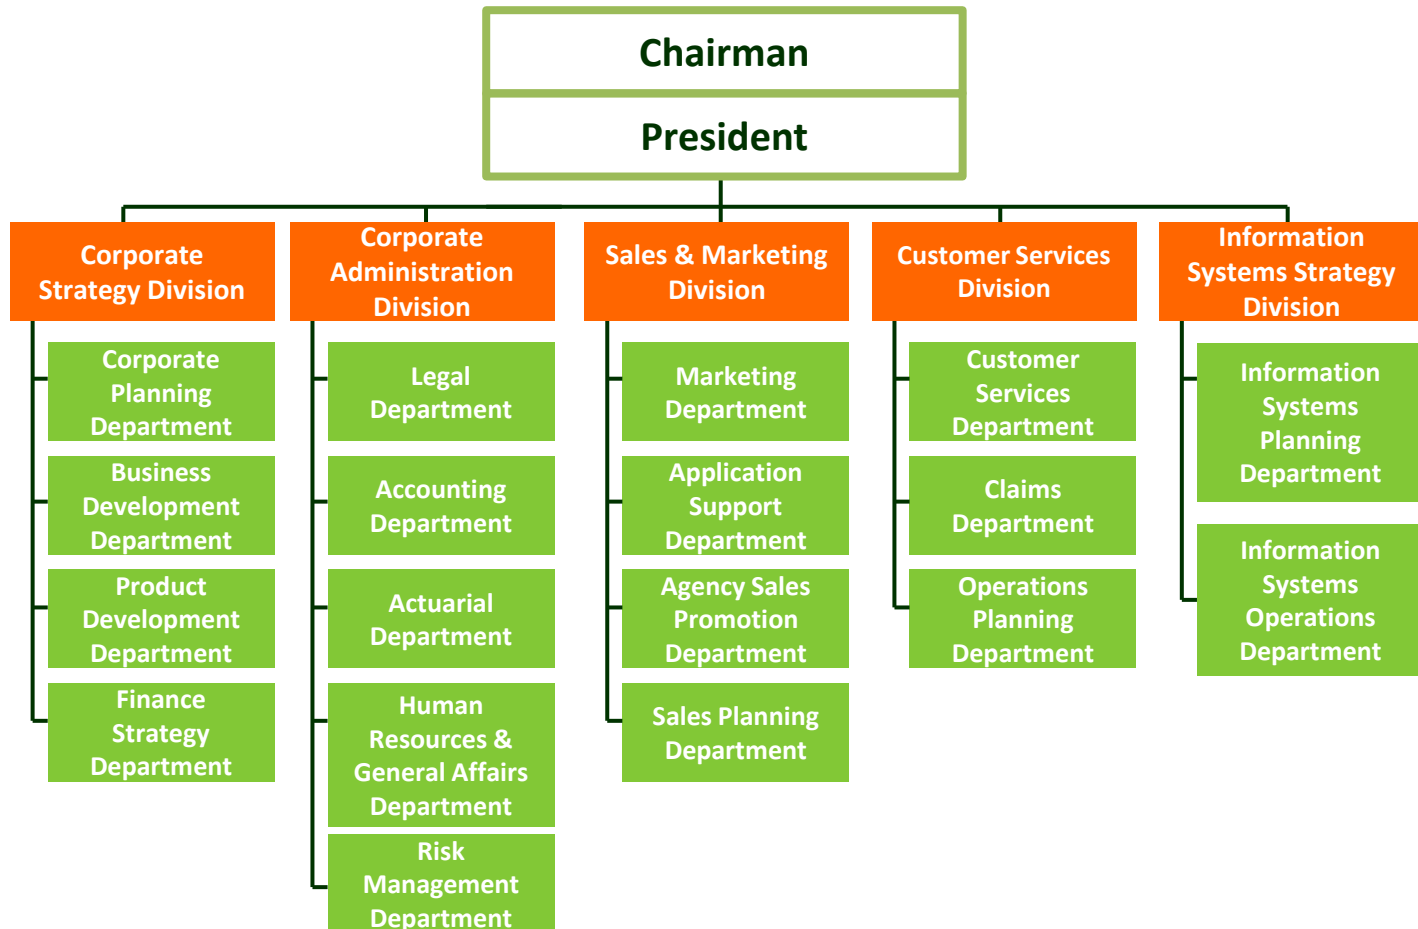 Chairman
President
Corporate
Strategy Division
Corporate
Planning
Department
Business
Development
Department
Product
Development
Department
Finance
Strategy
Department
Corporate
Administration
Division
Legal
Department
Accounting
Department
Actuarial
Department
Human
Resources &
General Affairs
Department
Risk
Management
Department
Sales & Marketing
Division
Marketing
Department
Application
Support
Department
Agency Sales
Promotion
Department
Sales Planning
Department
Customer Services
Division
Customer
Services
Department
Claims
Department
Operations
Planning
Department
Information
Systems Strategy
Division
Information
Systems
Planning
Department
Information
Systems
Operations
Department